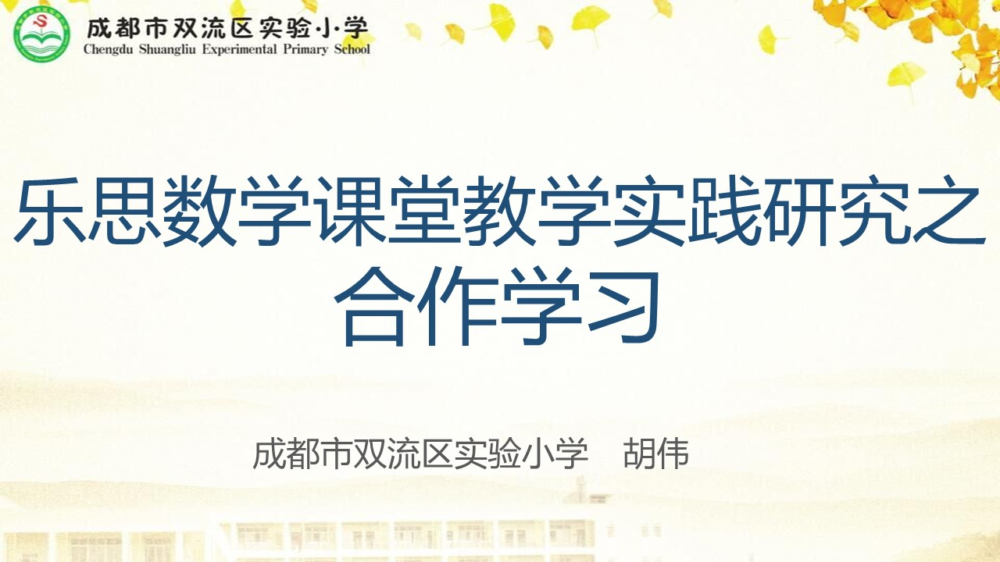 成都市双流区实验小学
Chengdu Shuangliu Experimental Primary School
乐思数学课堂教学实践研究之
合作学习
成都市双流区实验小学 胡伟